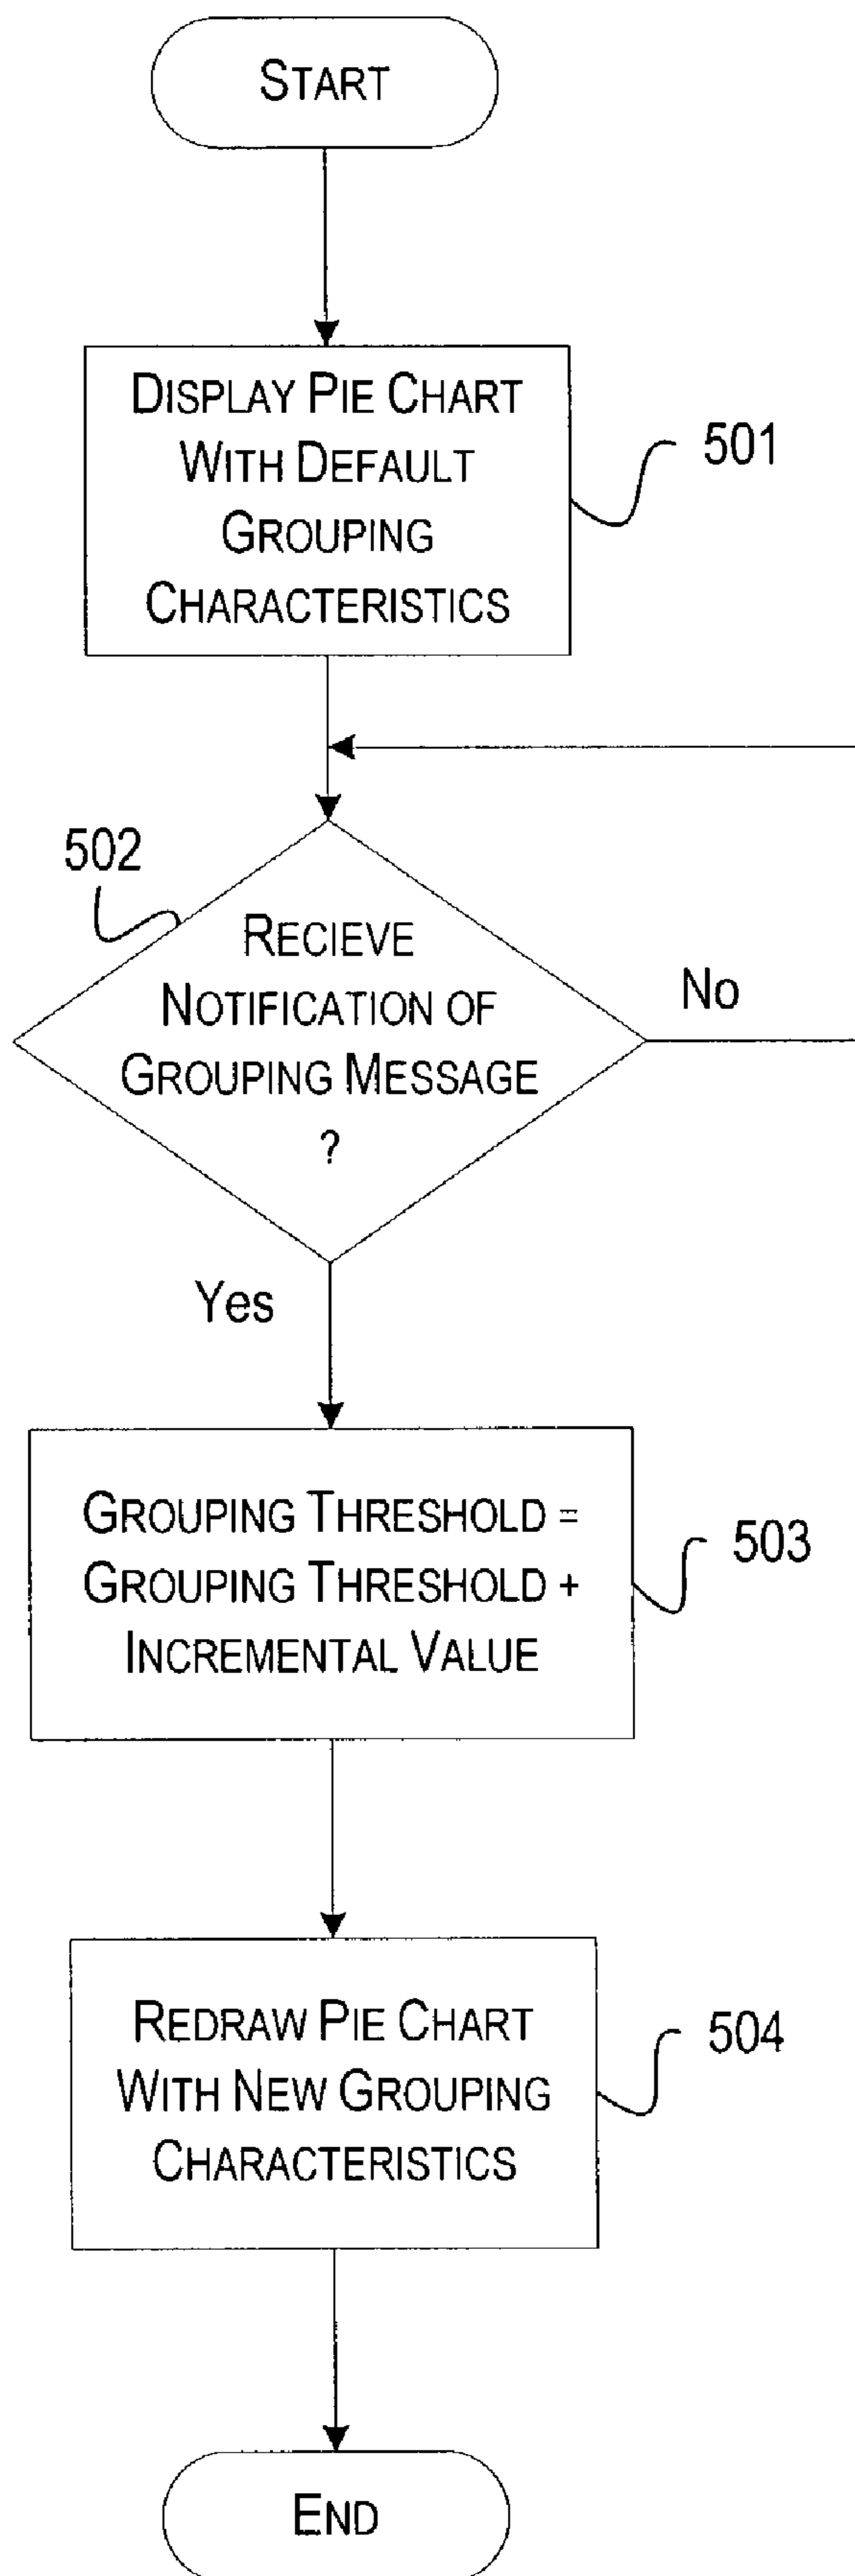 START
DISPLAY PIE CHART
WITH DEFAULT
GROUPING
CHARACTERISTICS
501
502
RECIEVE
NOTIFICATION OF
GROUPING MESSAGE
?
No
Yes
GROUPING THRESHOLD =
GROUPING THRESHOLD +
INCREMENTAL VALUE
503
REDRAW PIE CHART
WITH NEW GROUPING
CHARACTERISTICS
504
END